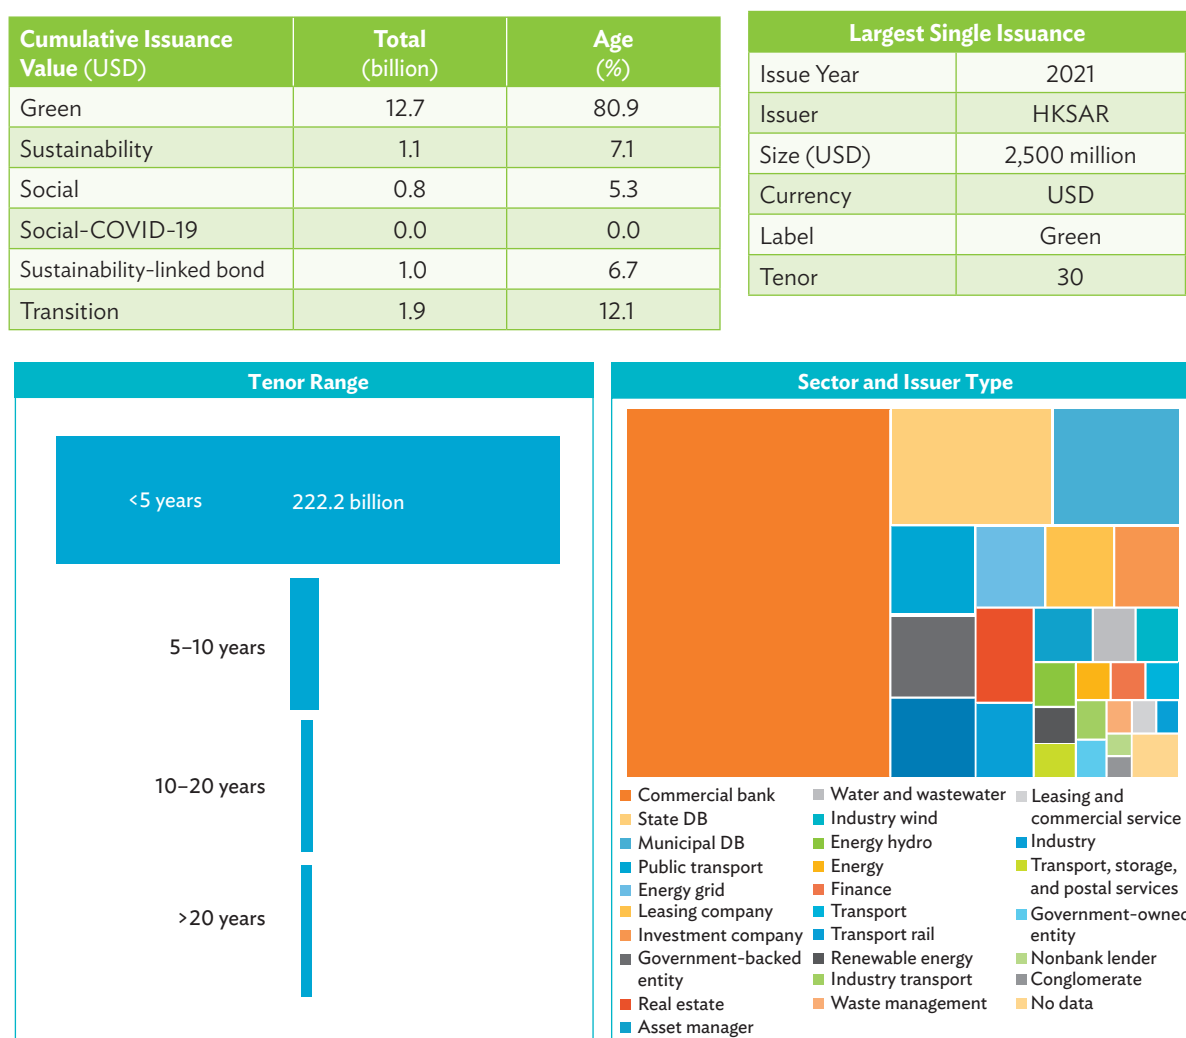 Cumulative Issuance Value (USD) Total (billion) Age (%)
Green 12.7 80.9
Sustainability 1.1 7.1
Social 0.8 5.3
Social-COVID-19 0.0 0.0
Sustainability-linked bond 1.0 6.7
Transition 1.9 12.1
Largest Single Issuance
Issue Year 2021
Issuer HKSAR
Size (USD) 2,500 million
Currency USD
Label Green
Tenor 30
Tenor Range
<5 years 222.2 billion
5–10 years
10–20 years
>20 years
Sector and Issuer Type
Commercial bank
State DB
Municipal DB
Public transport
Energy grid
Leasing company
Investment company
Government-backed
entity
Real estate
Asset manager
Water and wastewater
Industry wind
Energy hydro
Energy
Finance
Transport
Transport rail
Renewable energy
Industry transport
Waste management
Leasing and
commercial service
Industry
Transport, storage,
and postal services
Government-owned
entity
Nonbank lender
Conglomerate
No data